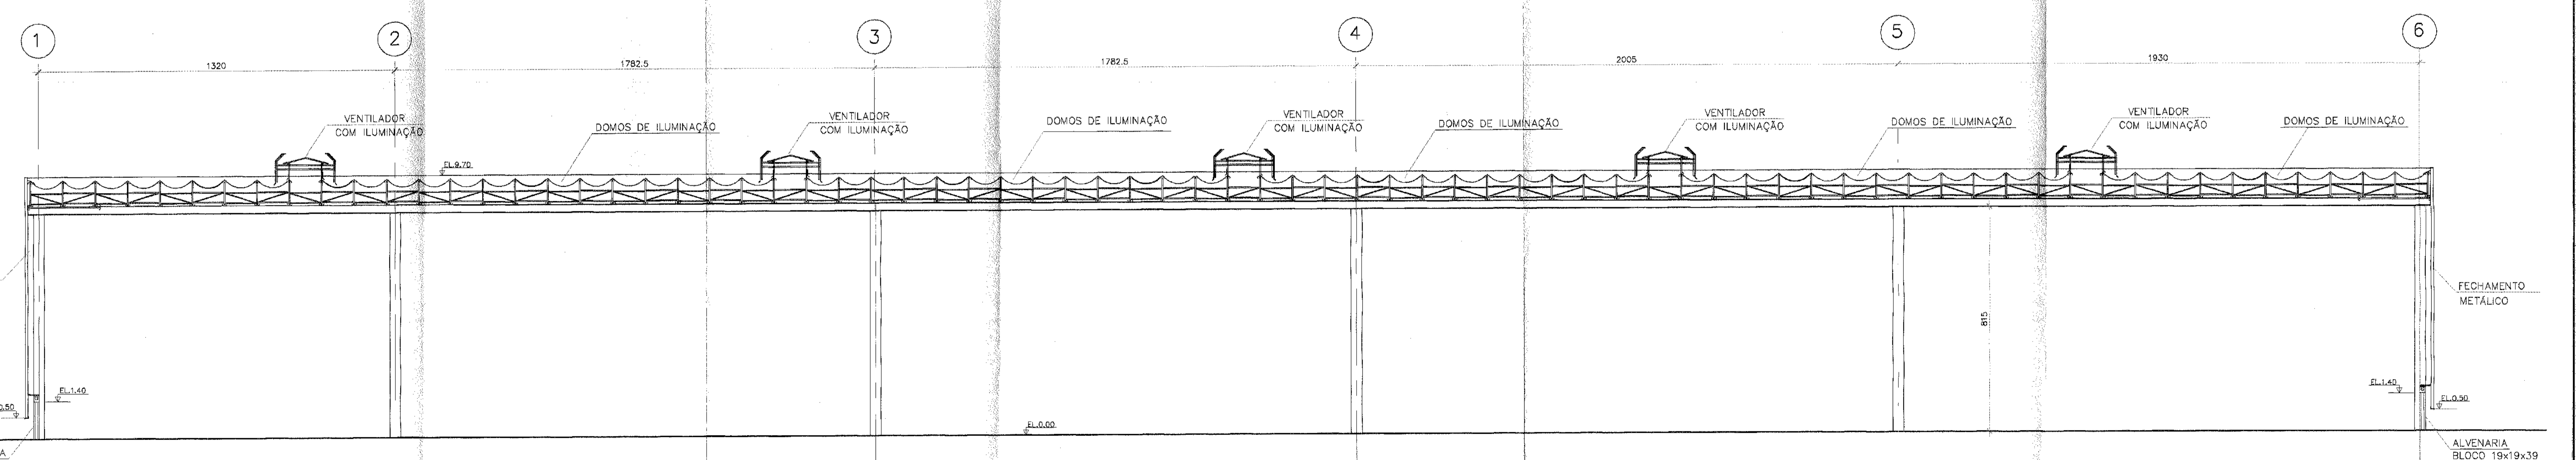 1 2 3 4 5 6
1320 1782.5 1782.5 2005 1930
VENTILADOR
COM ILUMINAÇÃO
DOMOS DE ILUMINAÇÃO
VENTILADOR
COM ILUMINAÇÃO
DOMOS DE ILUMINAÇÃO
VENTILADOR
COM ILUMINAÇÃO
DOMOS DE ILUMINAÇÃO
VENTILADOR
COM ILUMINAÇÃO
DOMOS DE ILUMINAÇÃO
VENTILADOR
COM ILUMINAÇÃO
DOMOS DE ILUMINAÇÃO
EL.9.70
FECHAMENTO
METÁLICO
815
EL.1.40
EL.1.40
0.50
EL.0.50
EL.0.00
A
ALVENARIA
BLOCO 19x19x39